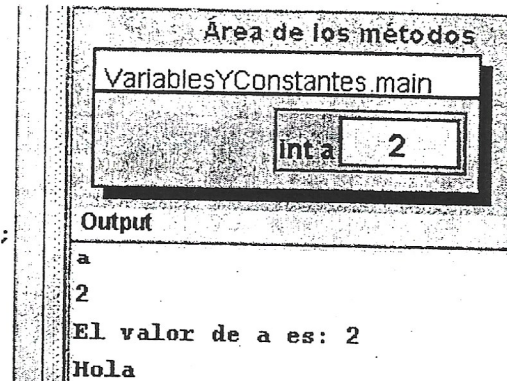 Área de los métodos
VariablesYConstantes.main
int a 2
;
Output
a
2
El valor de a es: 2
Hola